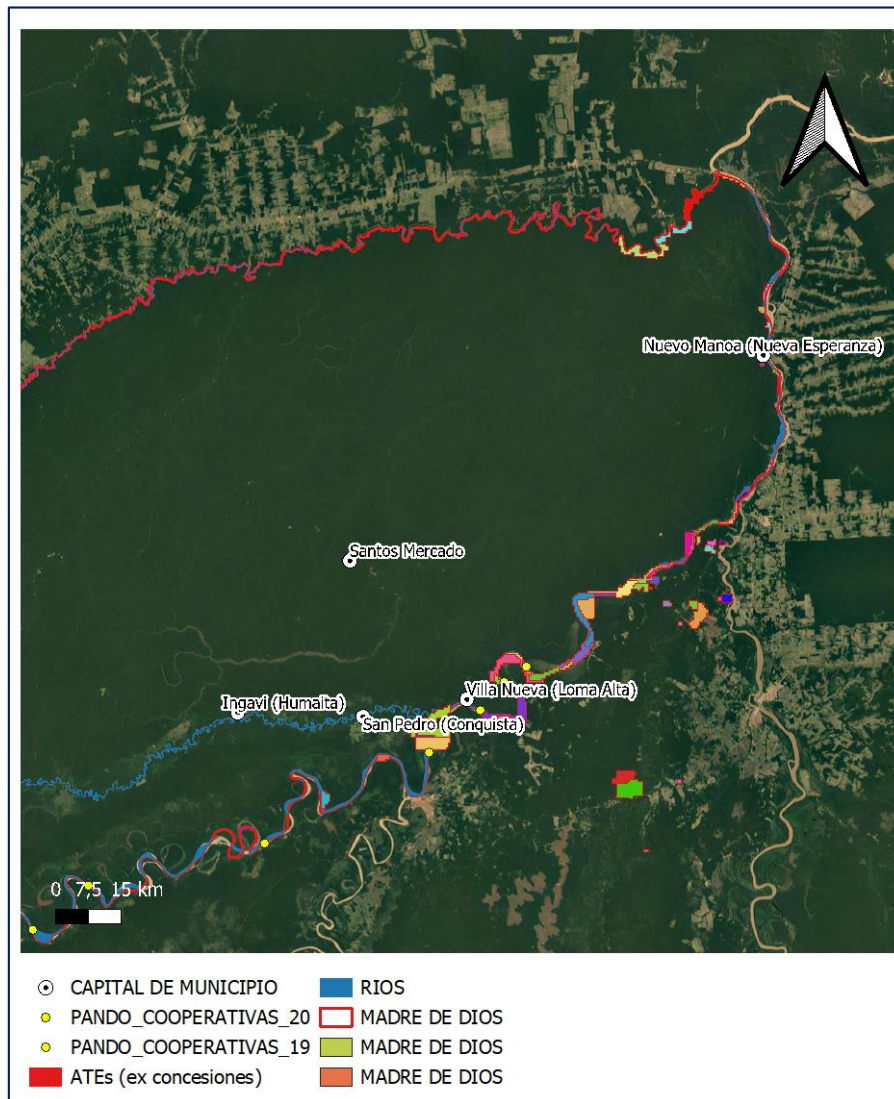 Nuevo Manoa (Nueva Esperanza)
Santos Mercado
Villa Nueva (Loma Alta)
Ingavi (Humaita)
San Pedro (Conquista)
0 7,5 15 km
CAPITAL DE MUNICIPIO
PANDO_COOPERATIVAS_20
PANDO_COOPERATIVAS_19
ATEs (ex concesiones)
RIOS
MADRE DE DIOS
MADRE DE DIOS
MADRE DE DIOS